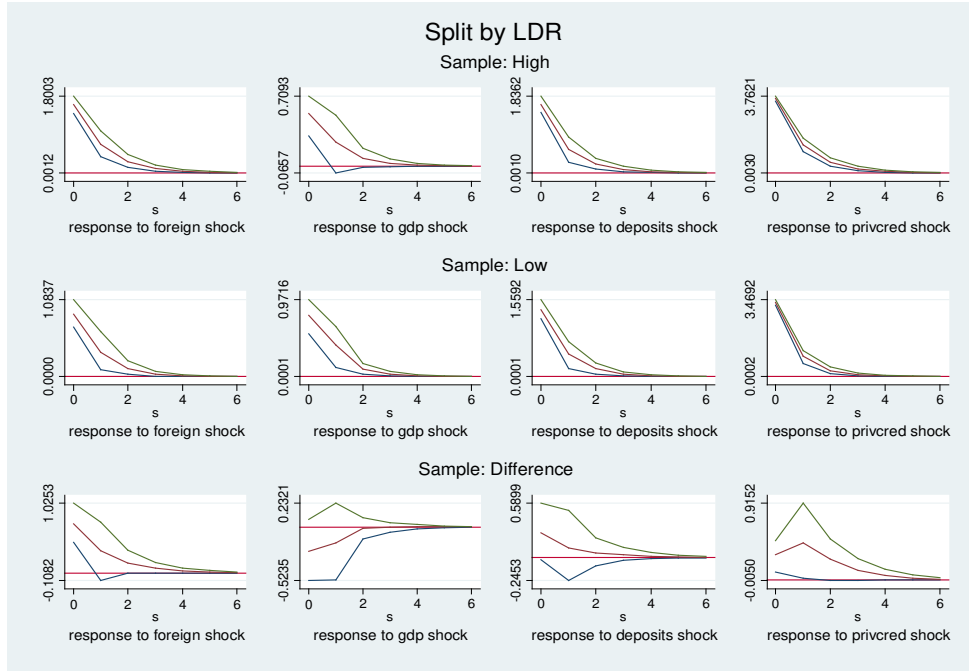 Split by LDR
Sample: High
1.8003
0.0012
0 2 4 6
s
response to foreign shock
0.7093
-0.0657
0 2 4 6
s
response to gdp shock
1.8362
0.0010
0 2 4 6
s
response to deposits shock
3.7621
0.0030
0 2 4 6
s
response to privcred shock
Sample: Low
1.0837
0.0000
0 2 4 6
s
response to foreign shock
0.9716
0.0001
0 2 4 6
s
response to gdp shock
1.5592
0.0001
0 2 4 6
s
response to deposits shock
3.4692
0.0002
0 2 4 6
s
response to privcred shock
Sample: Difference
1.0253
-0.1082
0 2 4 6
s
response to foreign shock
0.2321
-0.5235
0 2 4 6
s
response to gdp shock
0.5899
-0.2453
0 2 4 6
s
response to deposits shock
0.9152
-0.0050
0 2 4 6
s
response to privcred shock